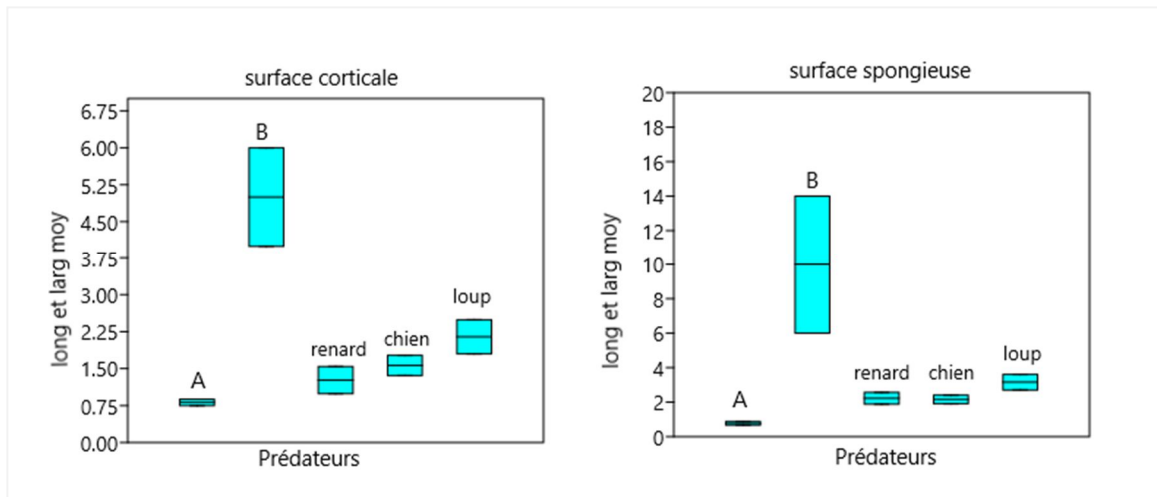 surface corticale
long et larg moy
6.75
6.00
5.25
4.50
3.75
3.00
2.25
1.50
0.75
0.00
A
B
renard
chien
loup
Prédateurs
surface spongieuse
long et larg moy
20
18
16
14
12
10
8
6
4
2
0
A
B
renard
chien
loup
Prédateurs